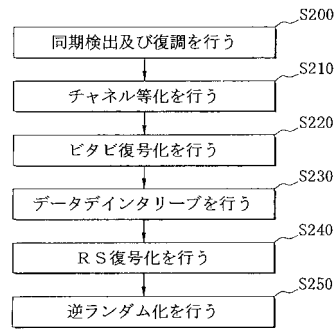 S200
同期検出及び復調を行う
S210
チャネル等化を行う
S220
ビタビ復号化を行う
S230
データデインタリーブを行う
S240
ＲＳ復号化を行う
S250
逆ランダム化を行う